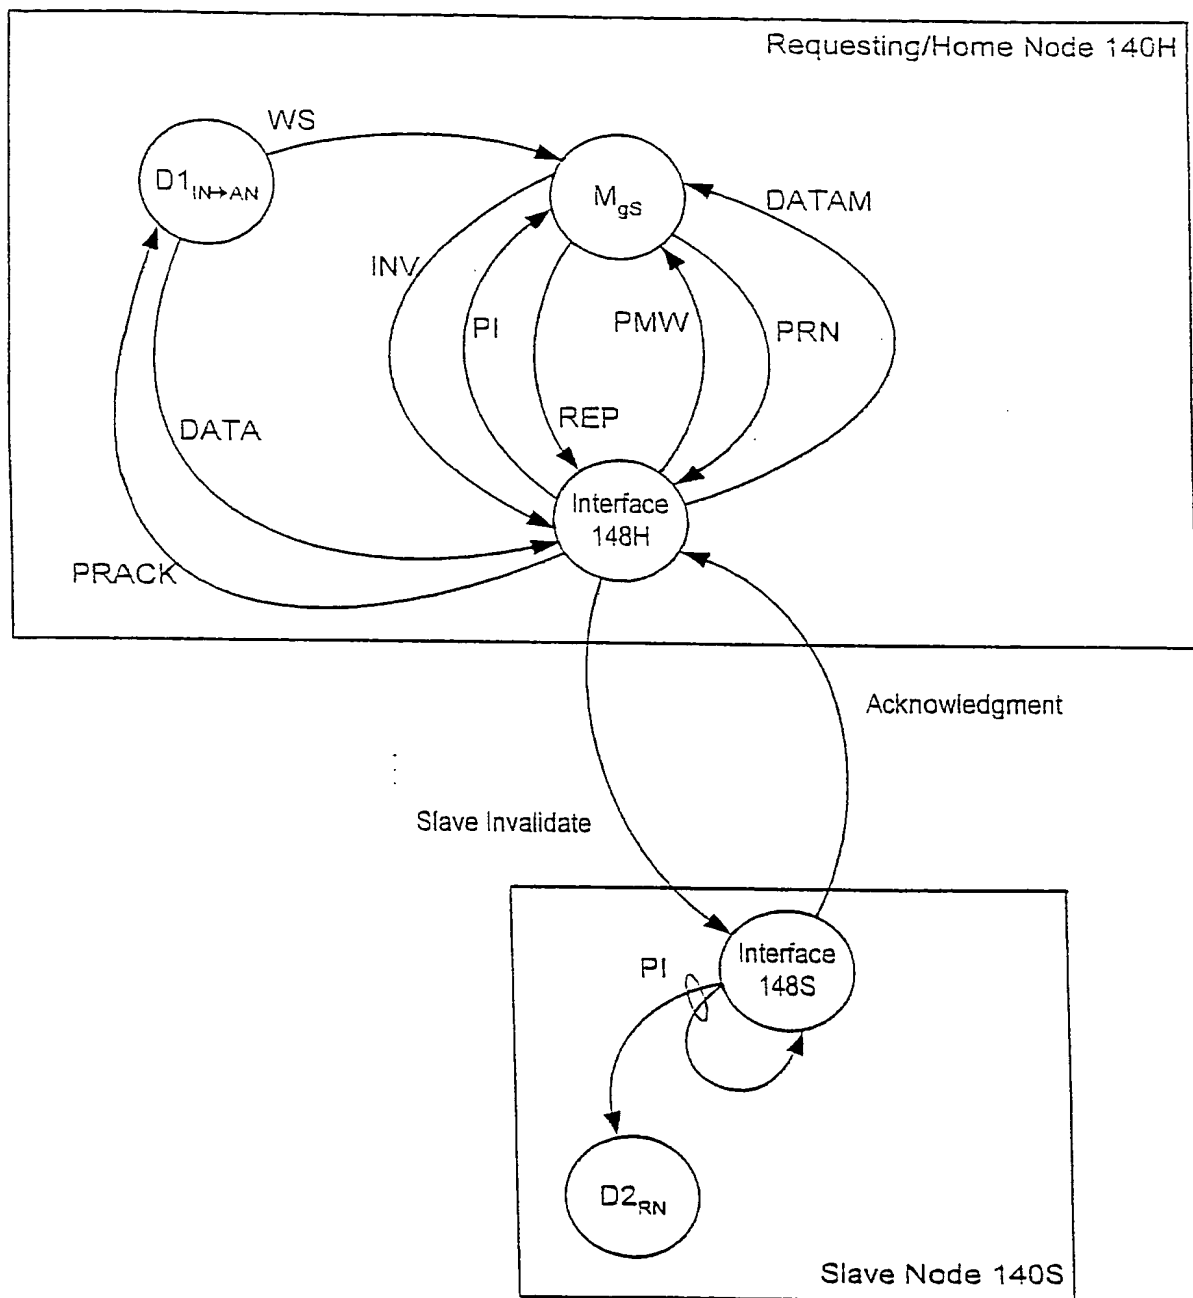 Requesting/Home Node 140H
WS
D1IN→AN
MgS
DATAM
INV
PI
PMW
PRN
REP
DATA
Interface
148H
PRACK
Acknowledgment
Slave Invalidate
PI
Interface
148S
D2RN
Slave Node 140S